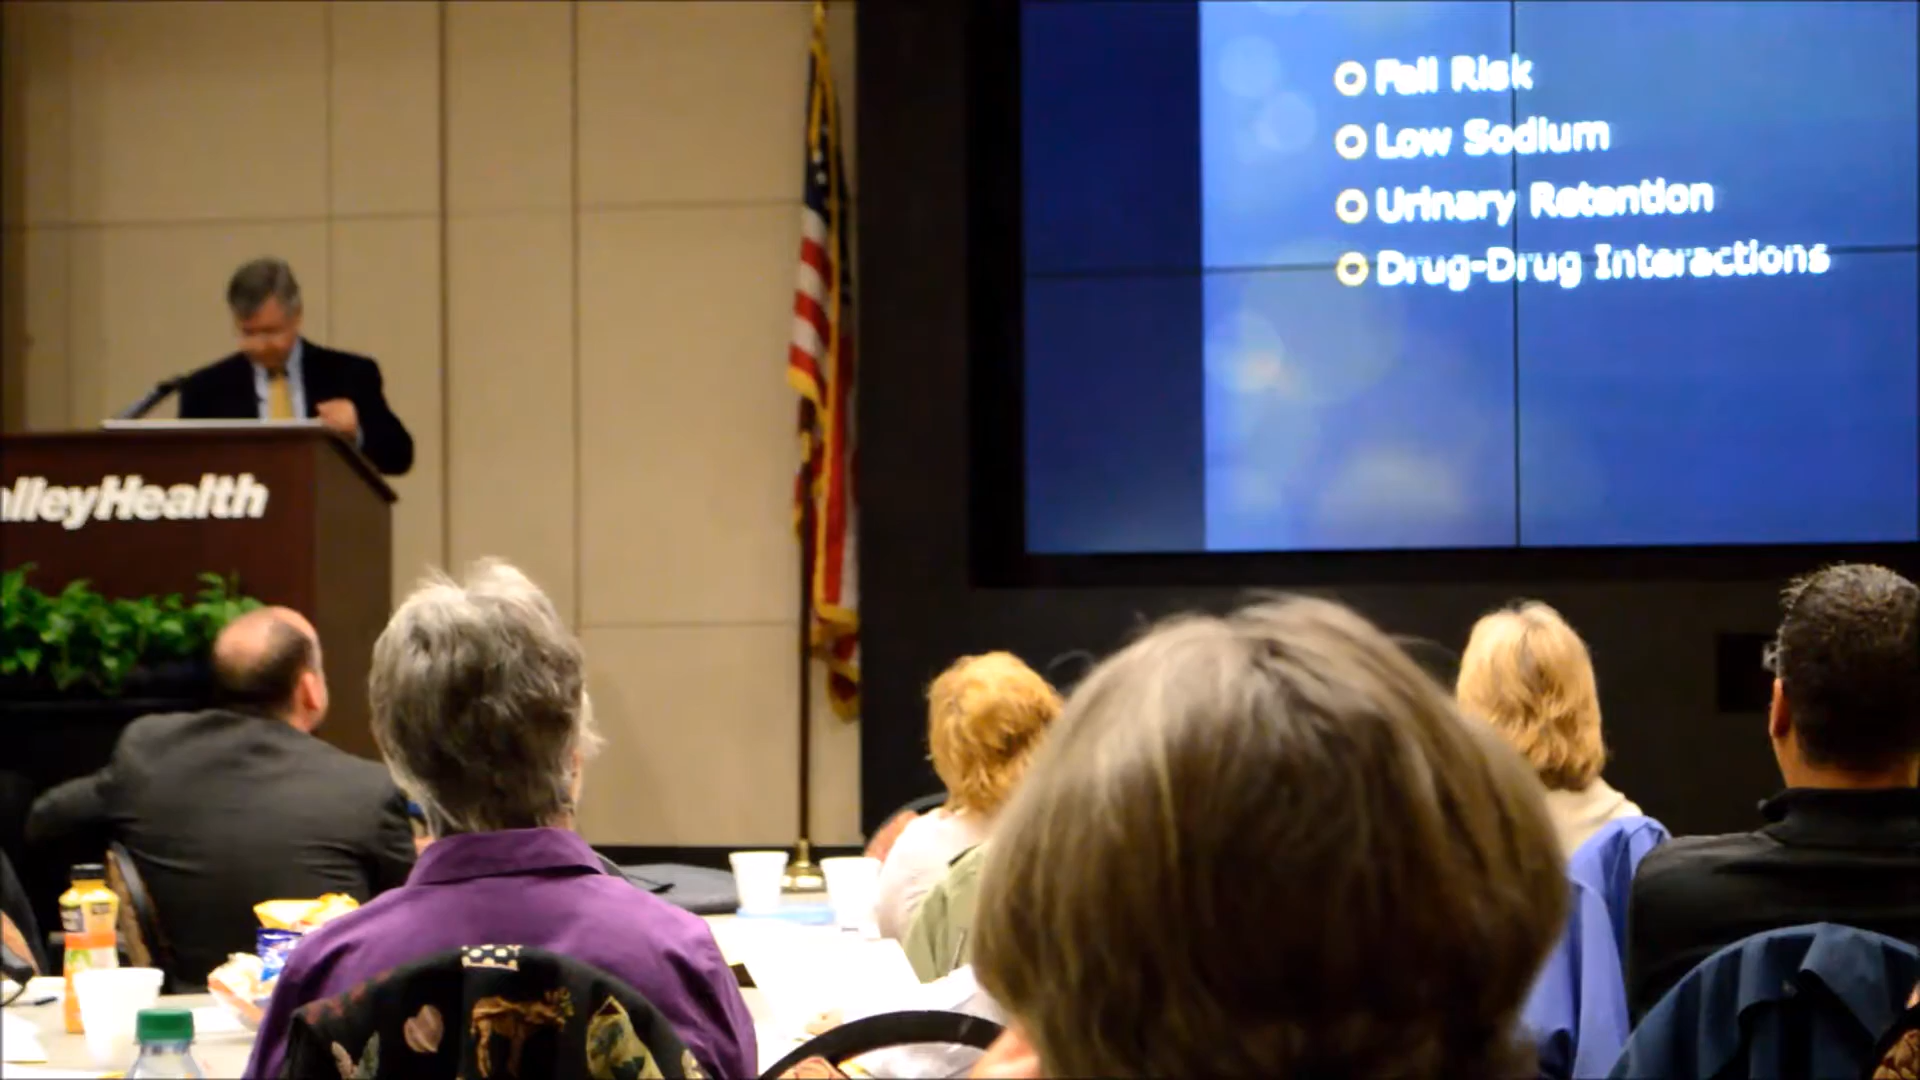 Fall Risk
Low Sodium
Urinary Retention
Drug-Drug Interactions
alleyHealth